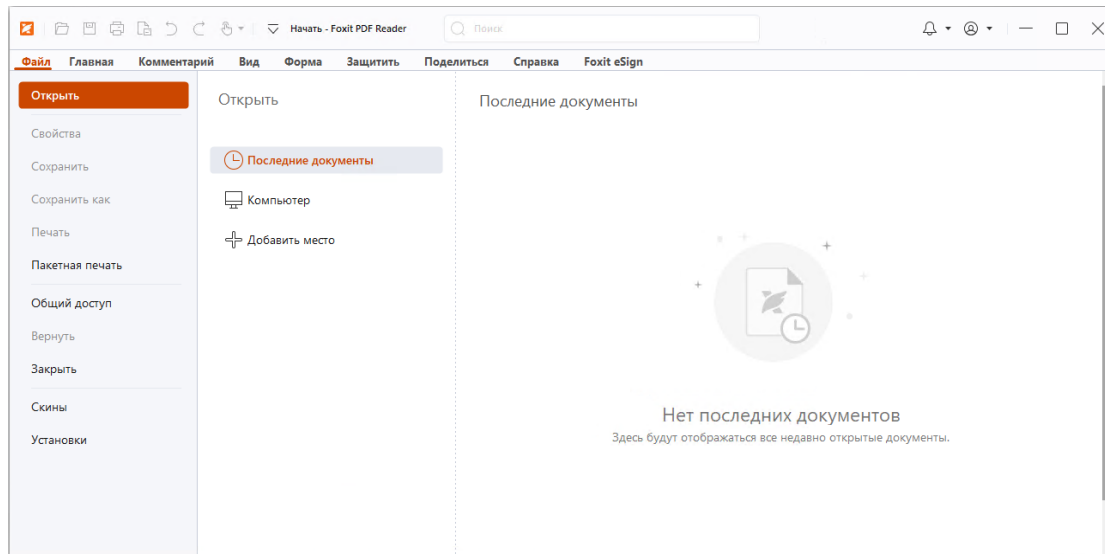 Начать - Foxit PDF Reader
Поиск
Файл Главная Комментарий Вид Форма Защитить Поделиться Справка Foxit eSign
Открыть
Свойства
Сохранить
Сохранить как
Печать
Пакетная печать
Общий доступ
Вернуть
Закрыть
Скины
Установки
Открыть
Последние документы
Компьютер
Добавить место
Последние документы
Нет последних документов
Здесь будут отображаться все недавно открытые документы.